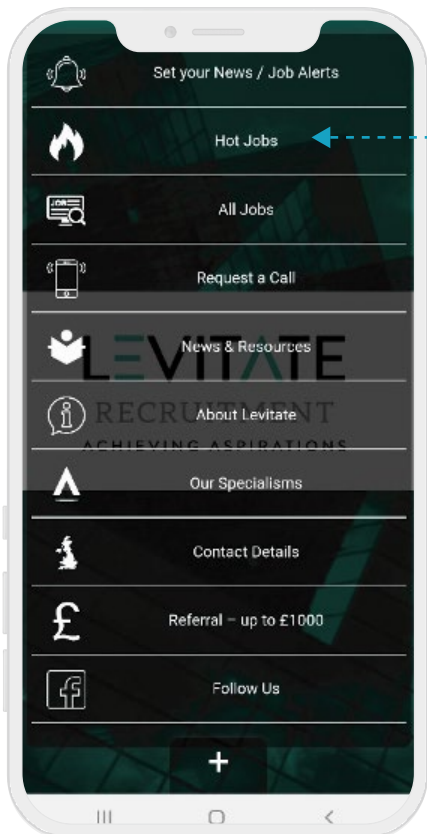 Set your News / Job Alerts
Hot Jobs
JOB
All Jobs
Request a Call
LEVITATE
News & Resources
RECRUITMENT
About Levitate
ACHIEVING ASPIRATIONS
Our Specialisms
Contact Details
£
Referral – up to £1000
Follow Us
+